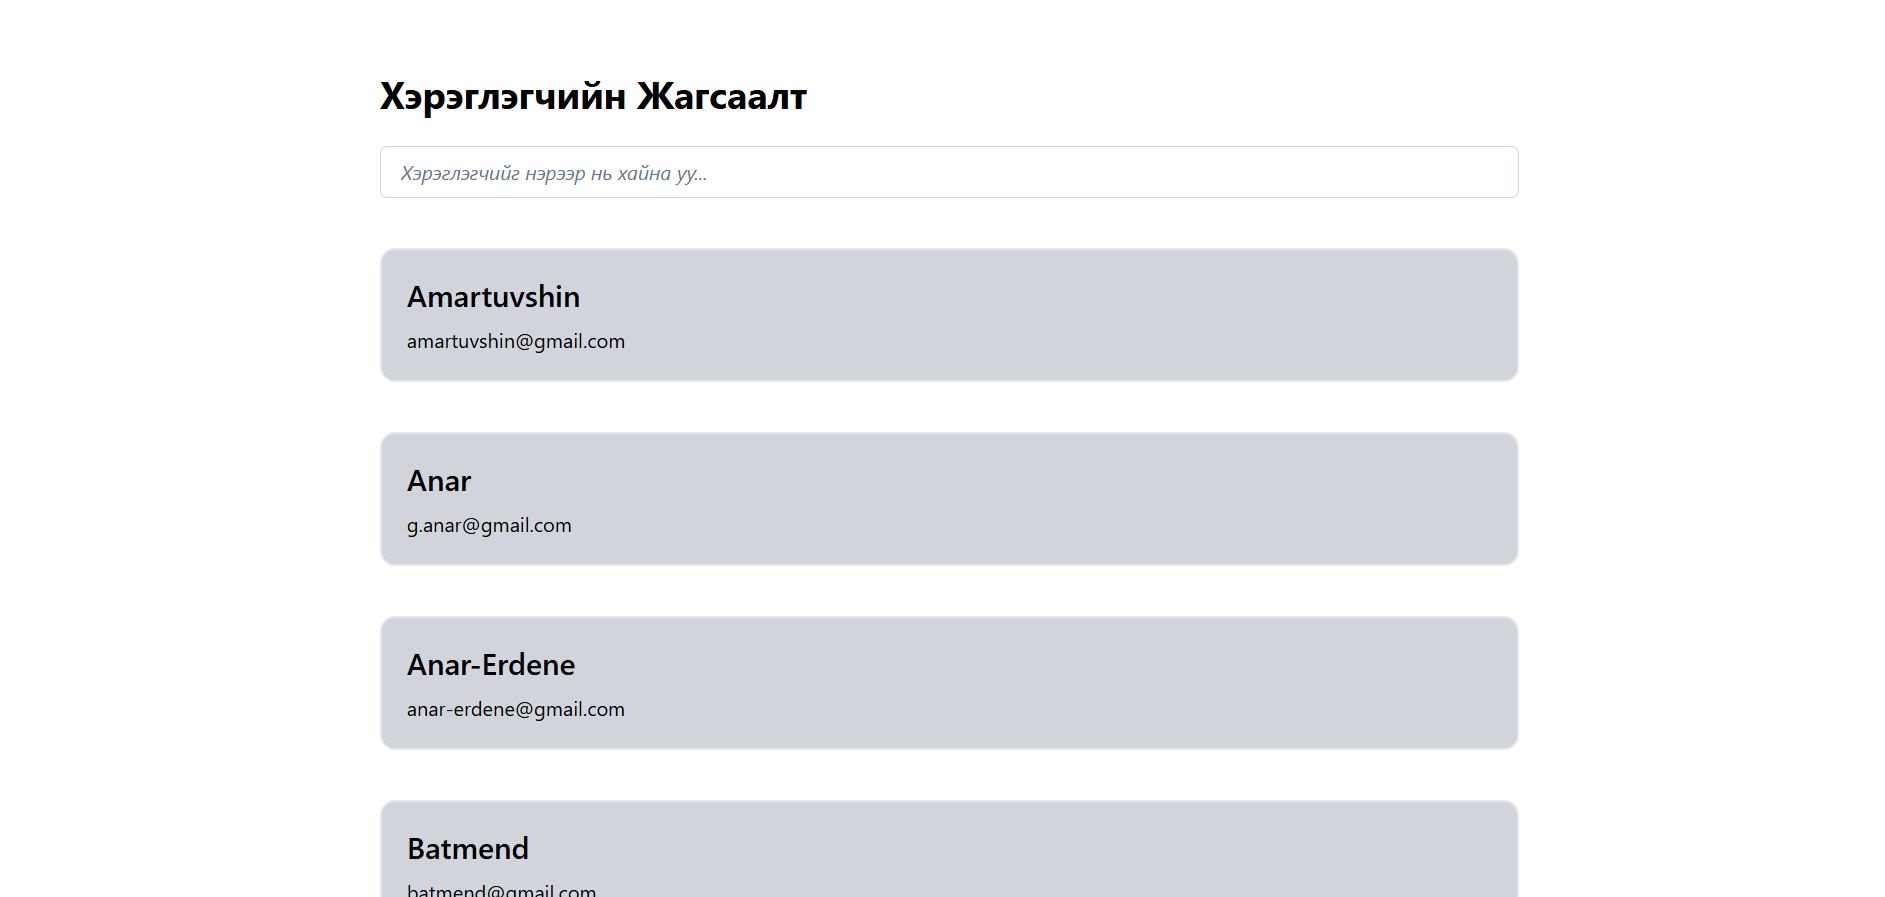 Хэрэглэгчийн Жагсаалт
Хэрэглэгчийг нэрээр нь хайна уу...
Amartuvshin
amartuvshin@gmail.com
Anar
g.anar@gmail.com
Anar-Erdene
anar-erdene@gmail.com
Batmend
batmend@gmail.com